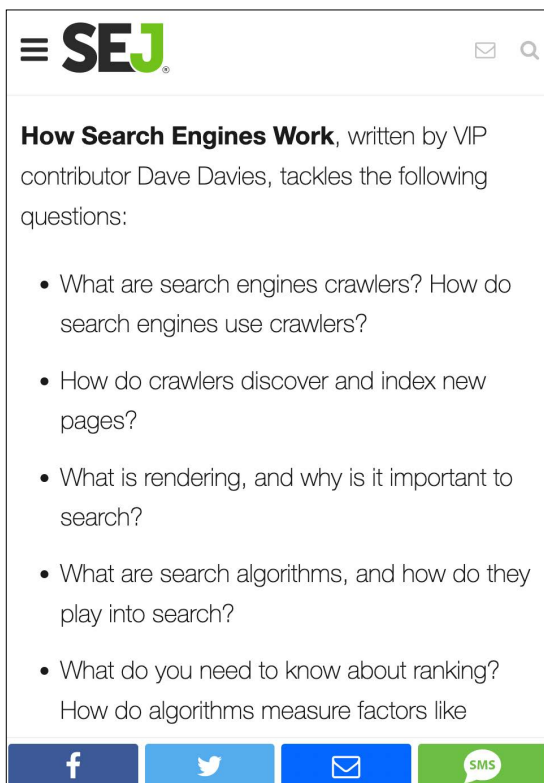 SEJ®
How Search Engines Work, written by VIP
contributor Dave Davies, tackles the following
questions:
• What are search engines crawlers? How do
search engines use crawlers?
• How do crawlers discover and index new
pages?
• What is rendering, and why is it important to
search?
• What are search algorithms, and how do they
play into search?
• What do you need to know about ranking?
How do algorithms measure factors like
f
SMS